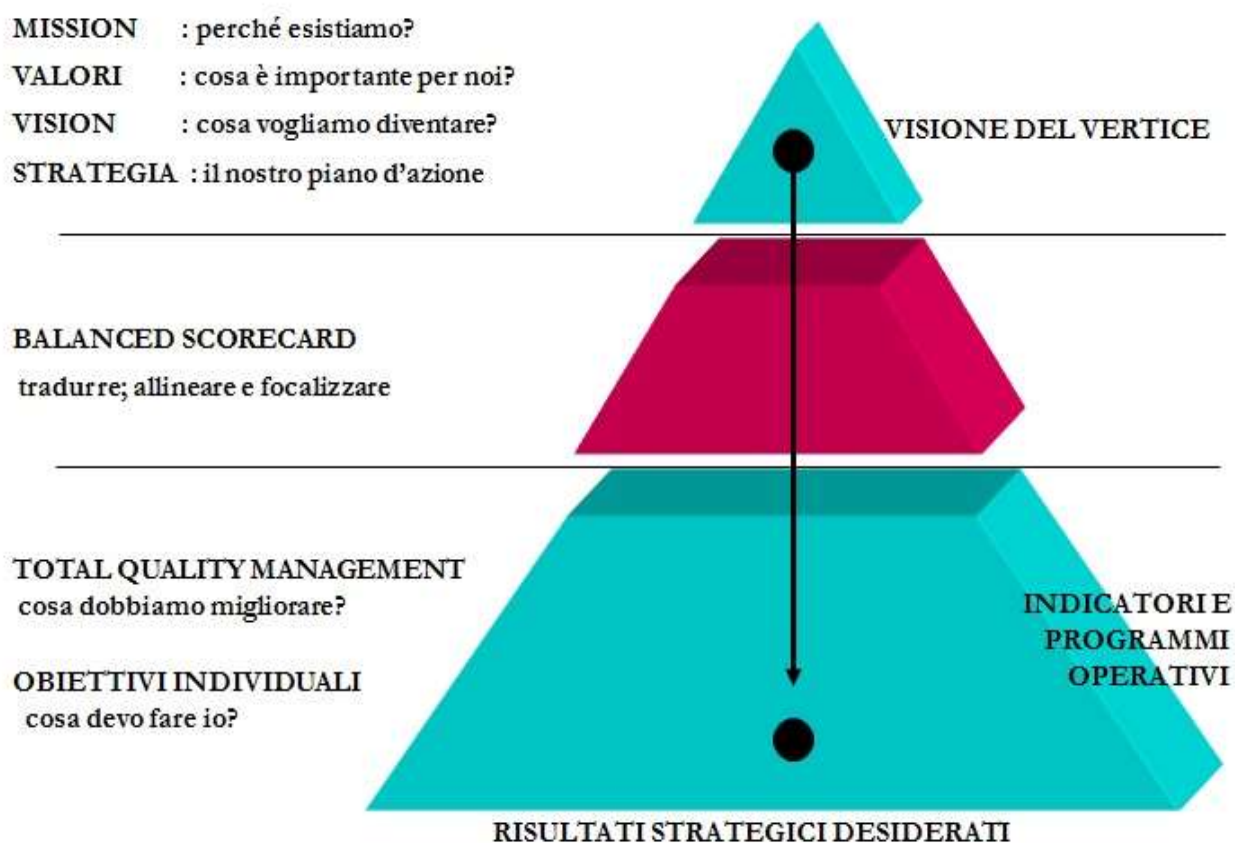 MISSION : perché esistiamo?
VALORI : cosa è importante per noi?
VISION : cosa vogliamo diventare?
STRATEGIA : il nostro piano d'azione
VISIONE DEL VERTICE
BALANCED SCORECARD
tradurre; allineare e focalizzare
TOTAL QUALITY MANAGEMENT
cosa dobbiamo migliorare?
OBIETTIVI INDIVIDUALI
cosa devo fare io?
INDICATORI E
PROGRAMMI
OPERATIVI
RISULTATI STRATEGICI DESIDERATI